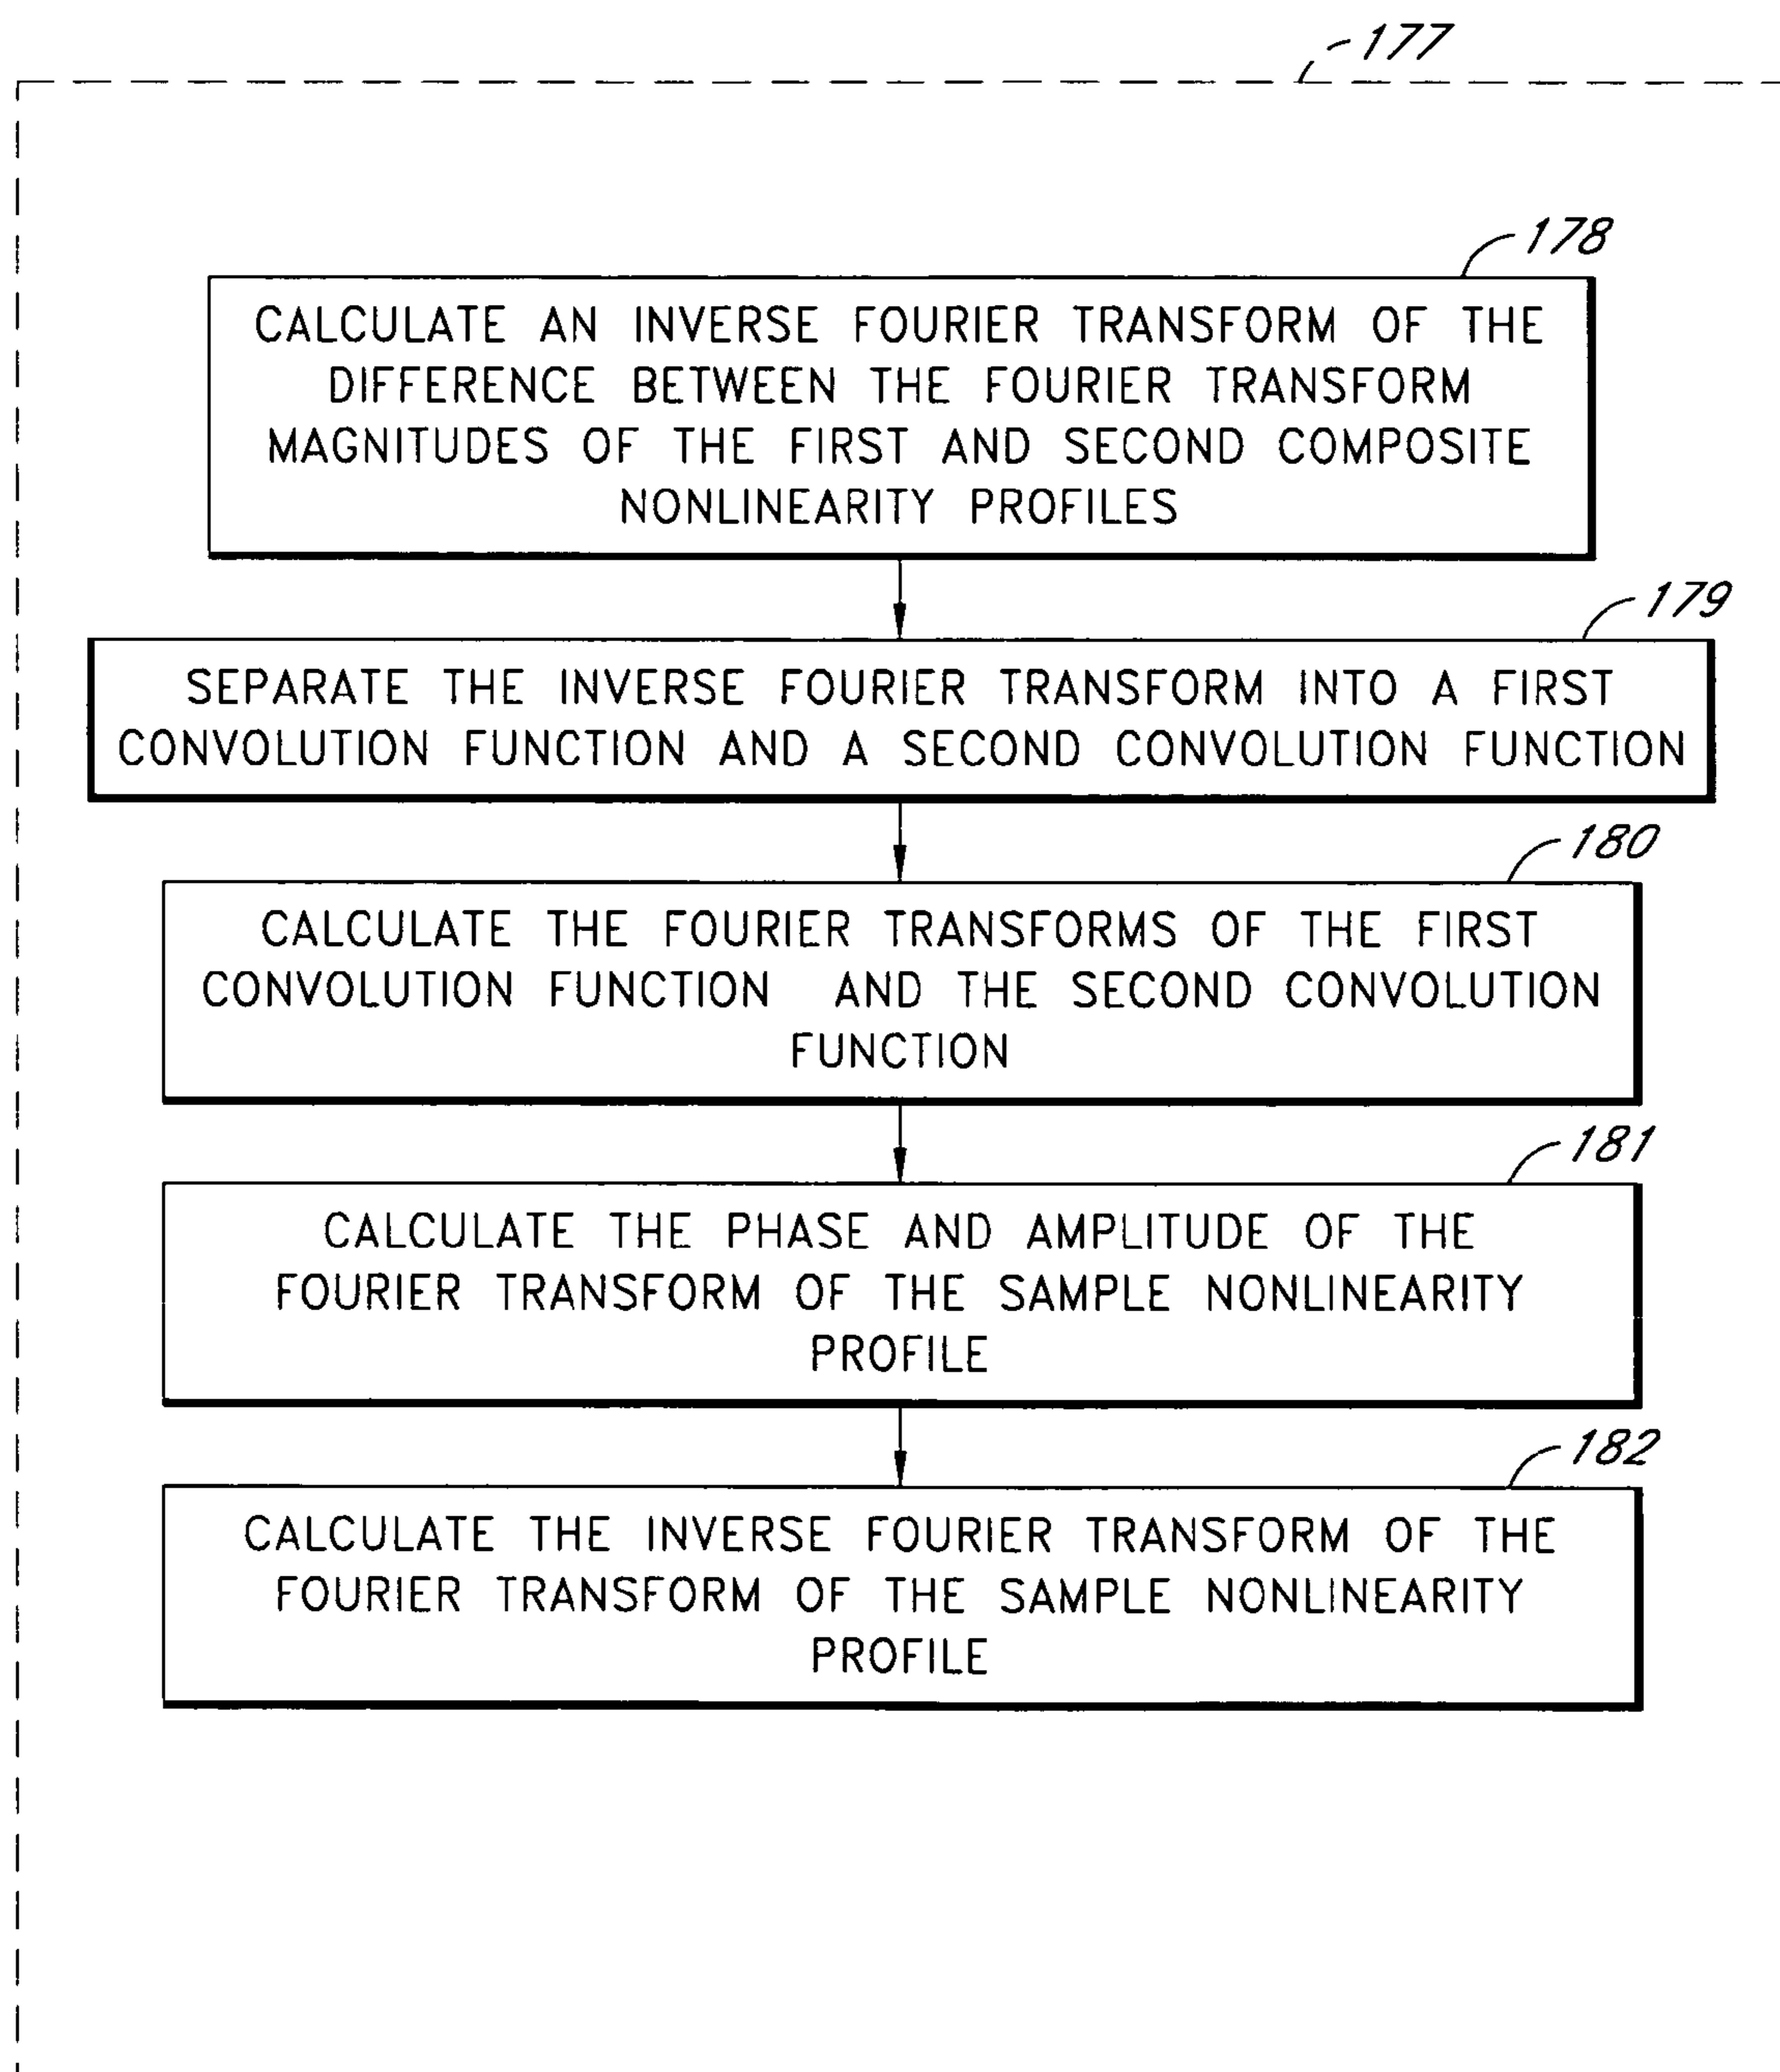 177
178
CALCULATE AN INVERSE FOURIER TRANSFORM OF THE
DIFFERENCE BETWEEN THE FOURIER TRANSFORM
MAGNITUDES OF THE FIRST AND SECOND COMPOSITE
NONLINEARITY PROFILES
179
SEPARATE THE INVERSE FOURIER TRANSFORM INTO A FIRST
CONVOLUTION FUNCTION AND A SECOND CONVOLUTION FUNCTION
180
CALCULATE THE FOURIER TRANSFORMS OF THE FIRST
CONVOLUTION FUNCTION AND THE SECOND CONVOLUTION
FUNCTION
181
CALCULATE THE PHASE AND AMPLITUDE OF THE
FOURIER TRANSFORM OF THE SAMPLE NONLINEARITY
PROFILE
182
CALCULATE THE INVERSE FOURIER TRANSFORM OF THE
FOURIER TRANSFORM OF THE SAMPLE NONLINEARITY
PROFILE